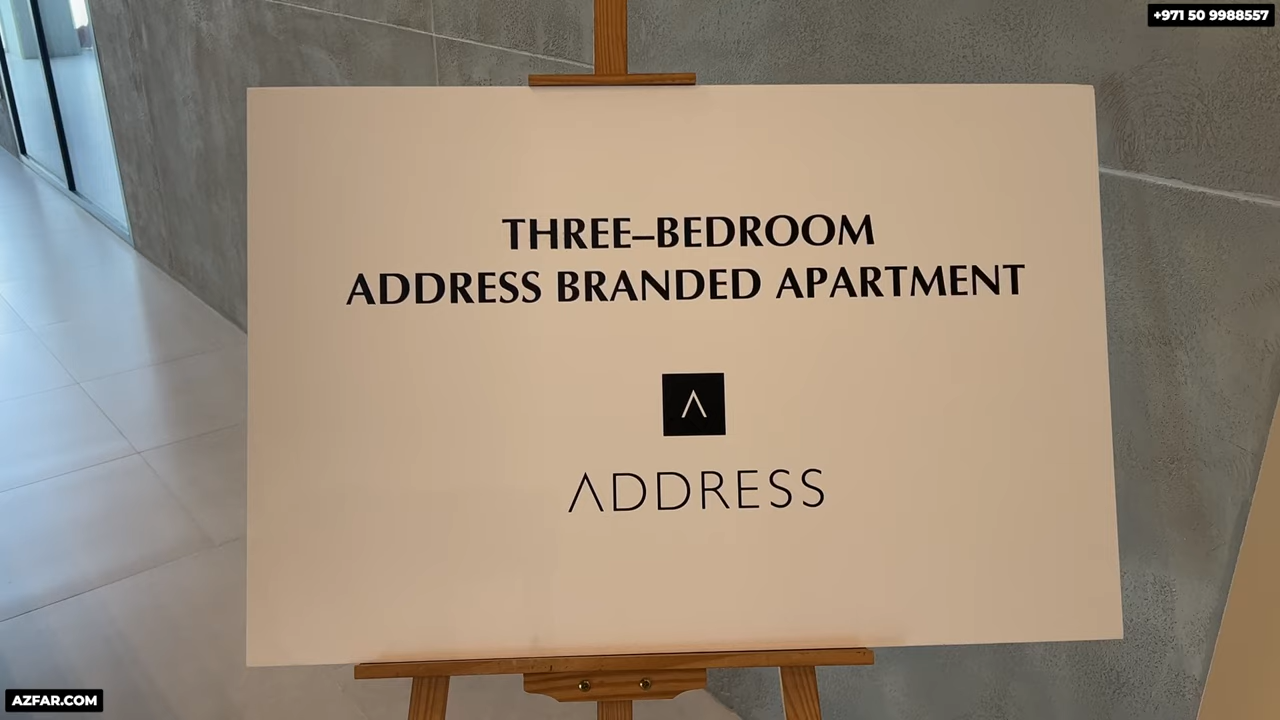 +971 50 9988557
THREE–BEDROOM
ADDRESS BRANDED APARTMENT
Λ
ΛDDRESS
AZFAR.COM